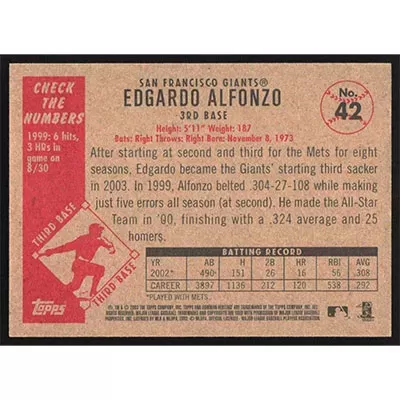 CHECK
THE
NUMBERS
1999: 6 hits,
3 HRs in
game on
8/30
SAN FRANCISCO GIANTS®
EDGARDO ALFONZO
3RD BASE
No.
42
Height: 5'11" Weight: 187
Bats: Right Throws: Right Born: November 8, 1973
After starting at second and third for the Mets for eight
seasons, Edgardo became the Giants' starting third sacker
in 2003. In 1999, Alfonzo belted .304-27-108 while making
just five errors all season (at second). He made the All-Star
Team in '00, finishing with a .324 average and 25
homers.
THIRD BASE
THIRD BASE
Topps
BATTING RECORD
YR AB H 2B HR RBI AVG
2002* 490 151 26 16 56 .308
CAREER 3897 1136 212 120 538 .292
*PLAYED WITH METS.